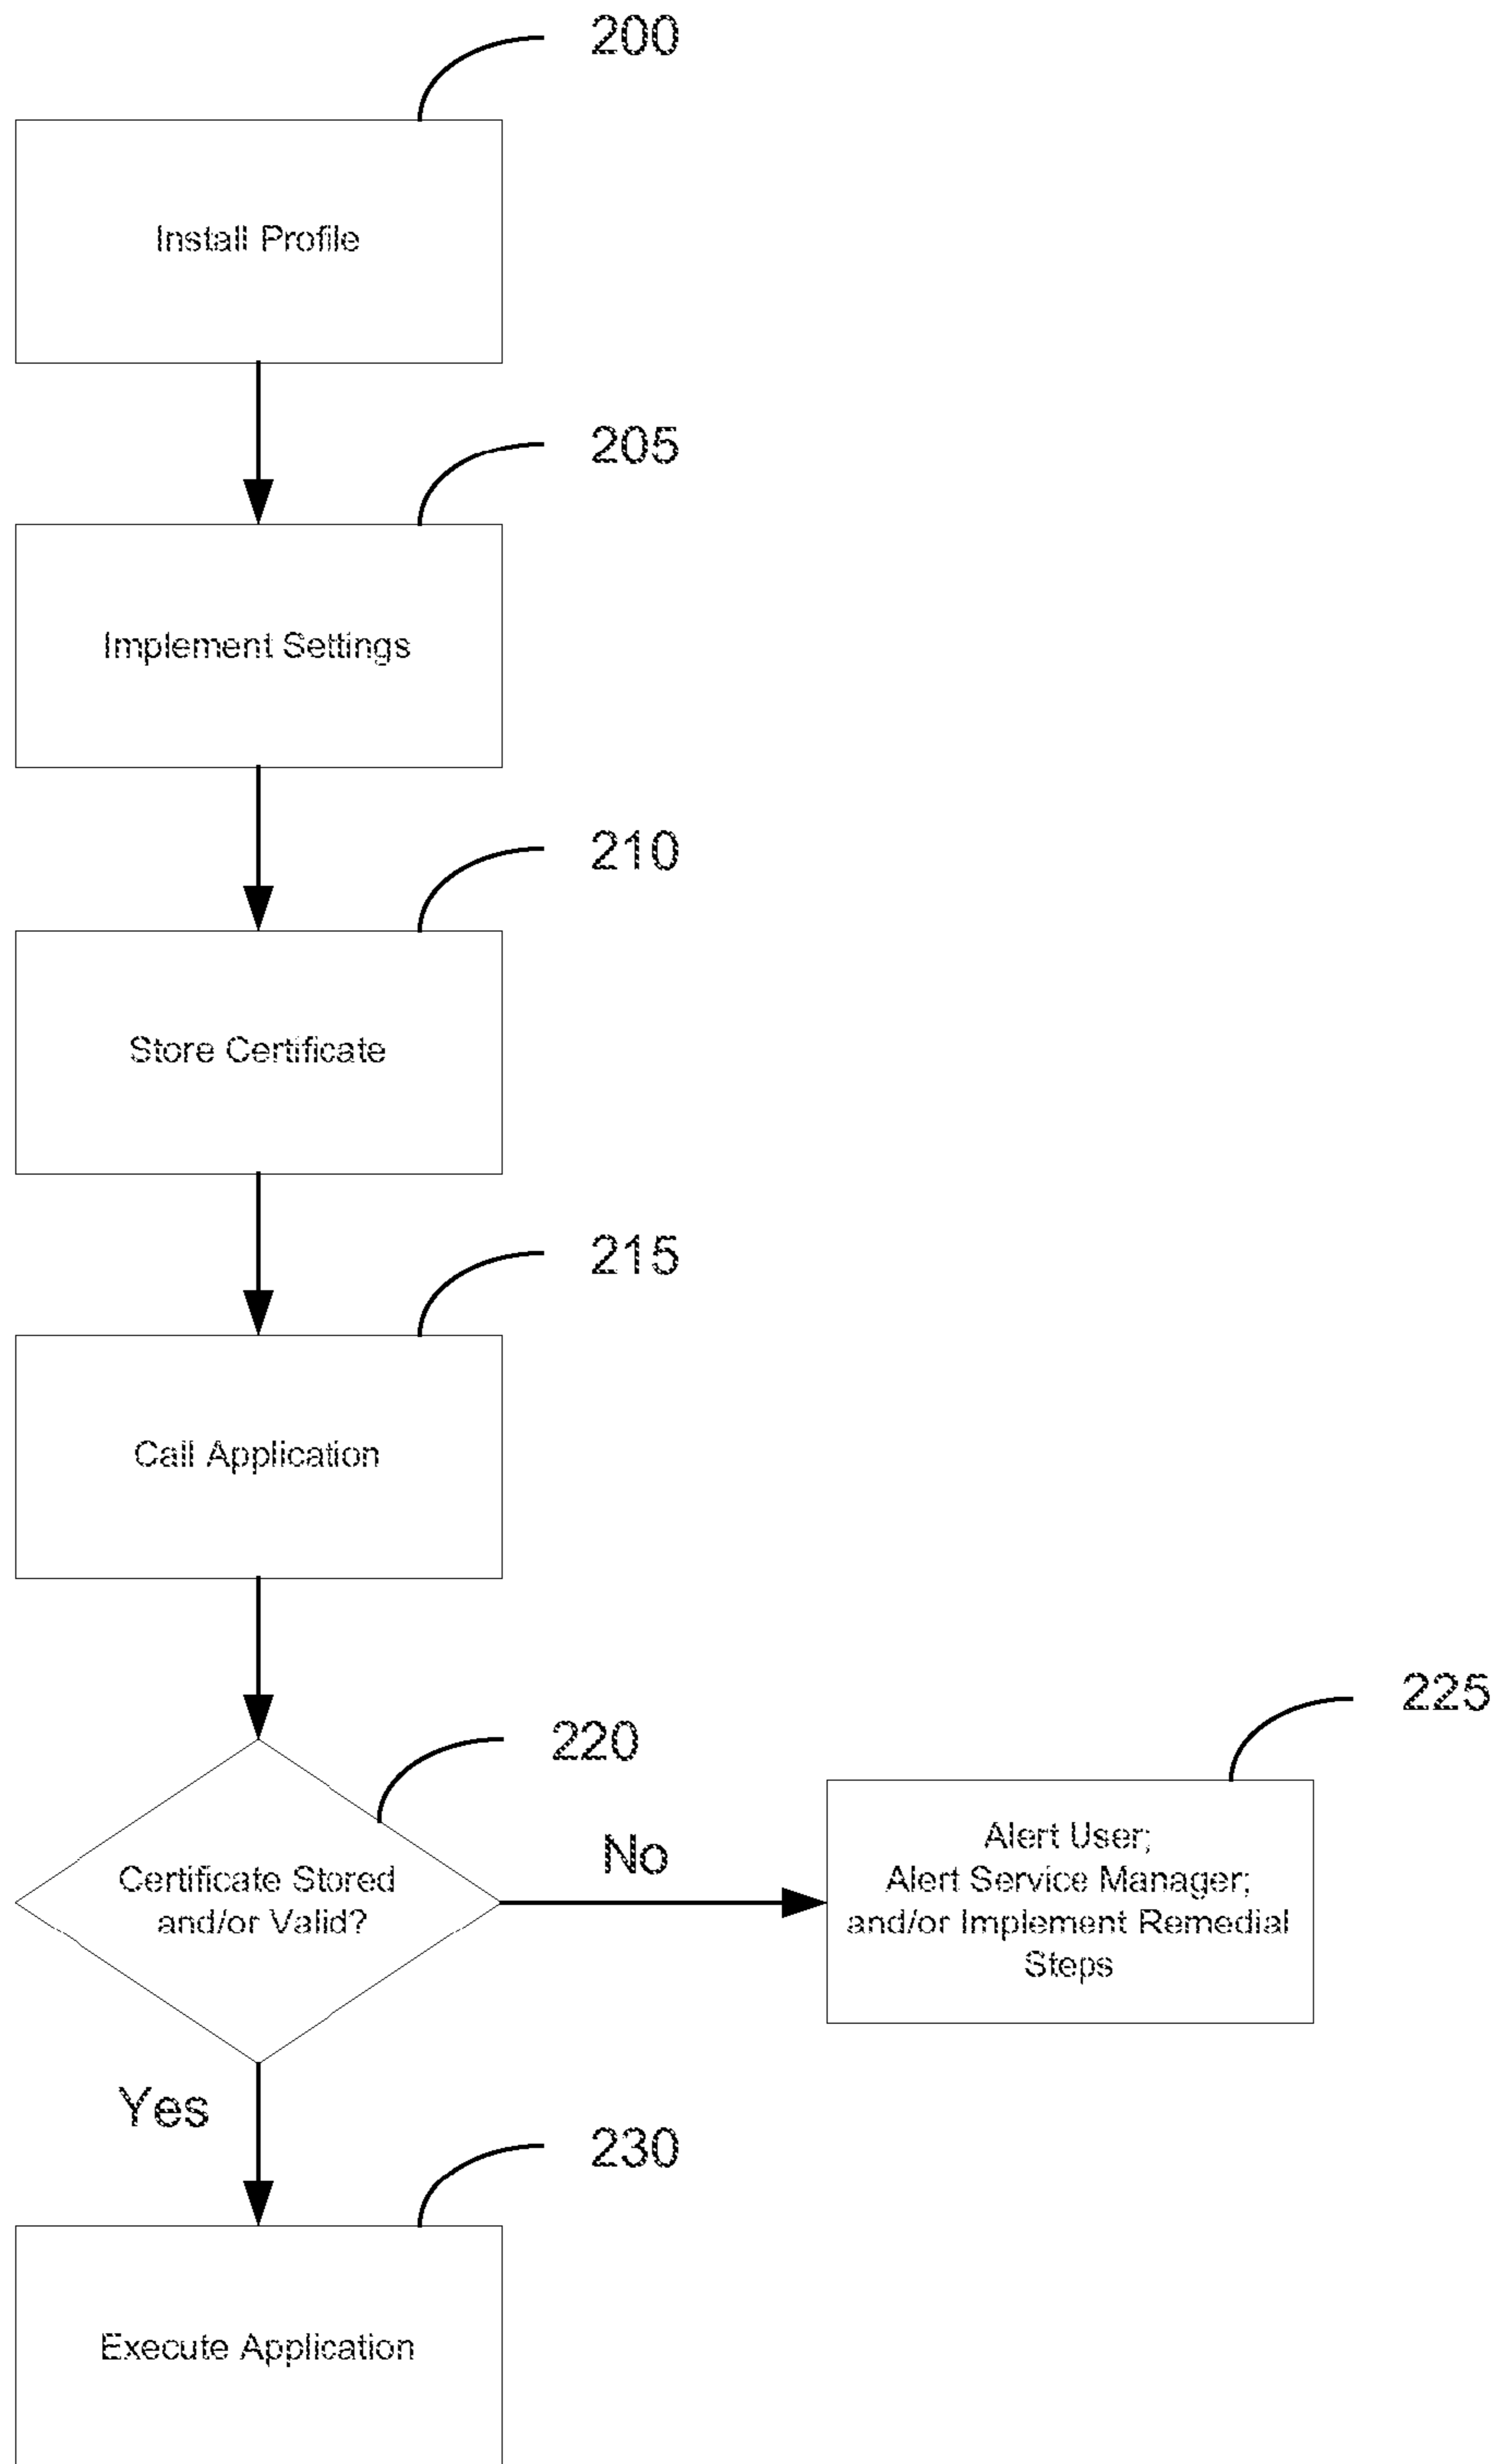 200
Install Profile
205
Implement Settings
210
Store Certificate
215
Call Application
220
Certificate Stored
and/or Valid?
No
225
Alert User;
Alert Service Manager;
and/or Implement Remedial
Steps
Yes
230
Execute Application